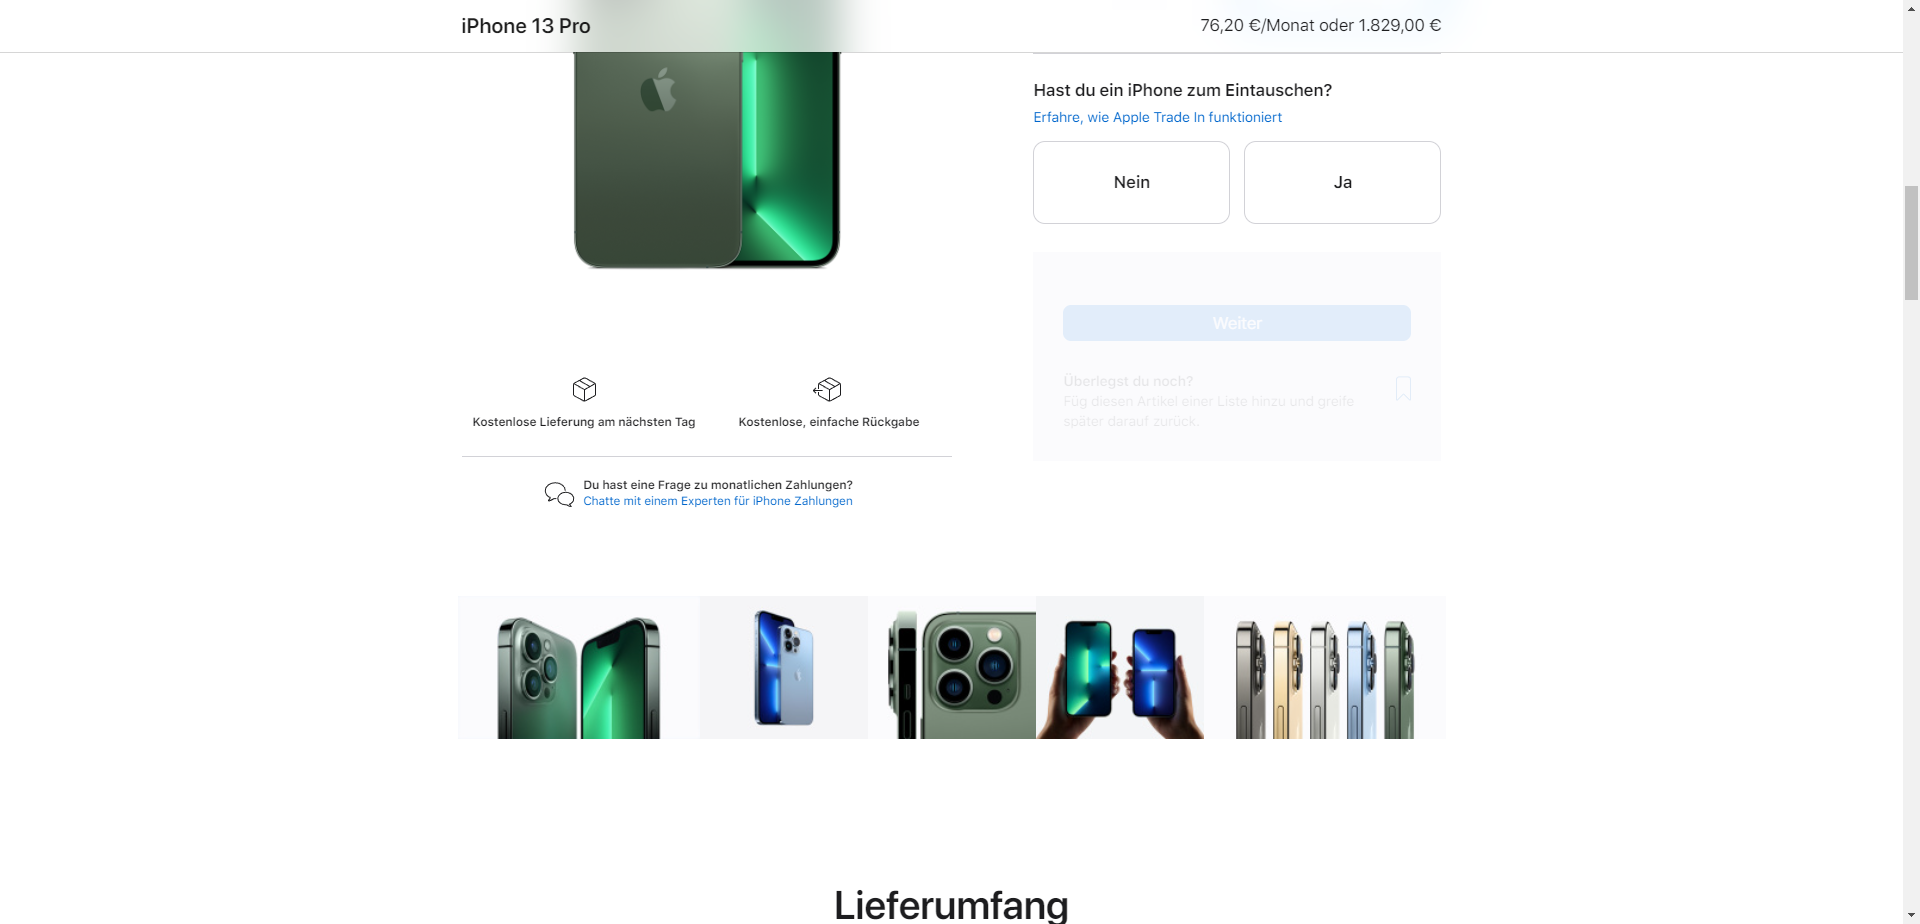 iPhone 13 Pro
76,20 €/Monat oder 1.829,00 €
Hast du ein iPhone zum Eintauschen?
Erfahre, wie Apple Trade In funktioniert
Nein
Ja
Weiter
Überlegst du noch?
Füg diesen Artikel einer Liste hinzu und greife
später darauf zurück.
Kostenlose Lieferung am nächsten Tag
Kostenlose, einfache Rückgabe
Du hast eine Frage zu monatlichen Zahlungen?
Chatte mit einem Experten für iPhone Zahlungen
Lieferumfang